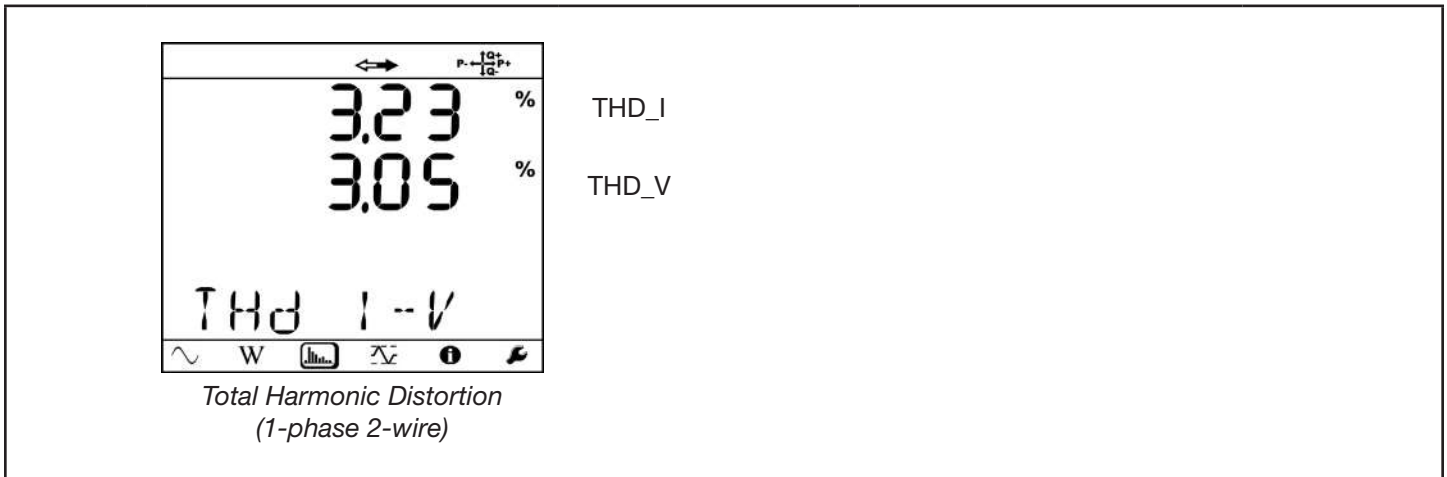 P- Q+ P+
Q-
3.23 %
THD_I
3.05 %
THD_V
THd I-V
W
Total Harmonic Distortion
(1-phase 2-wire)